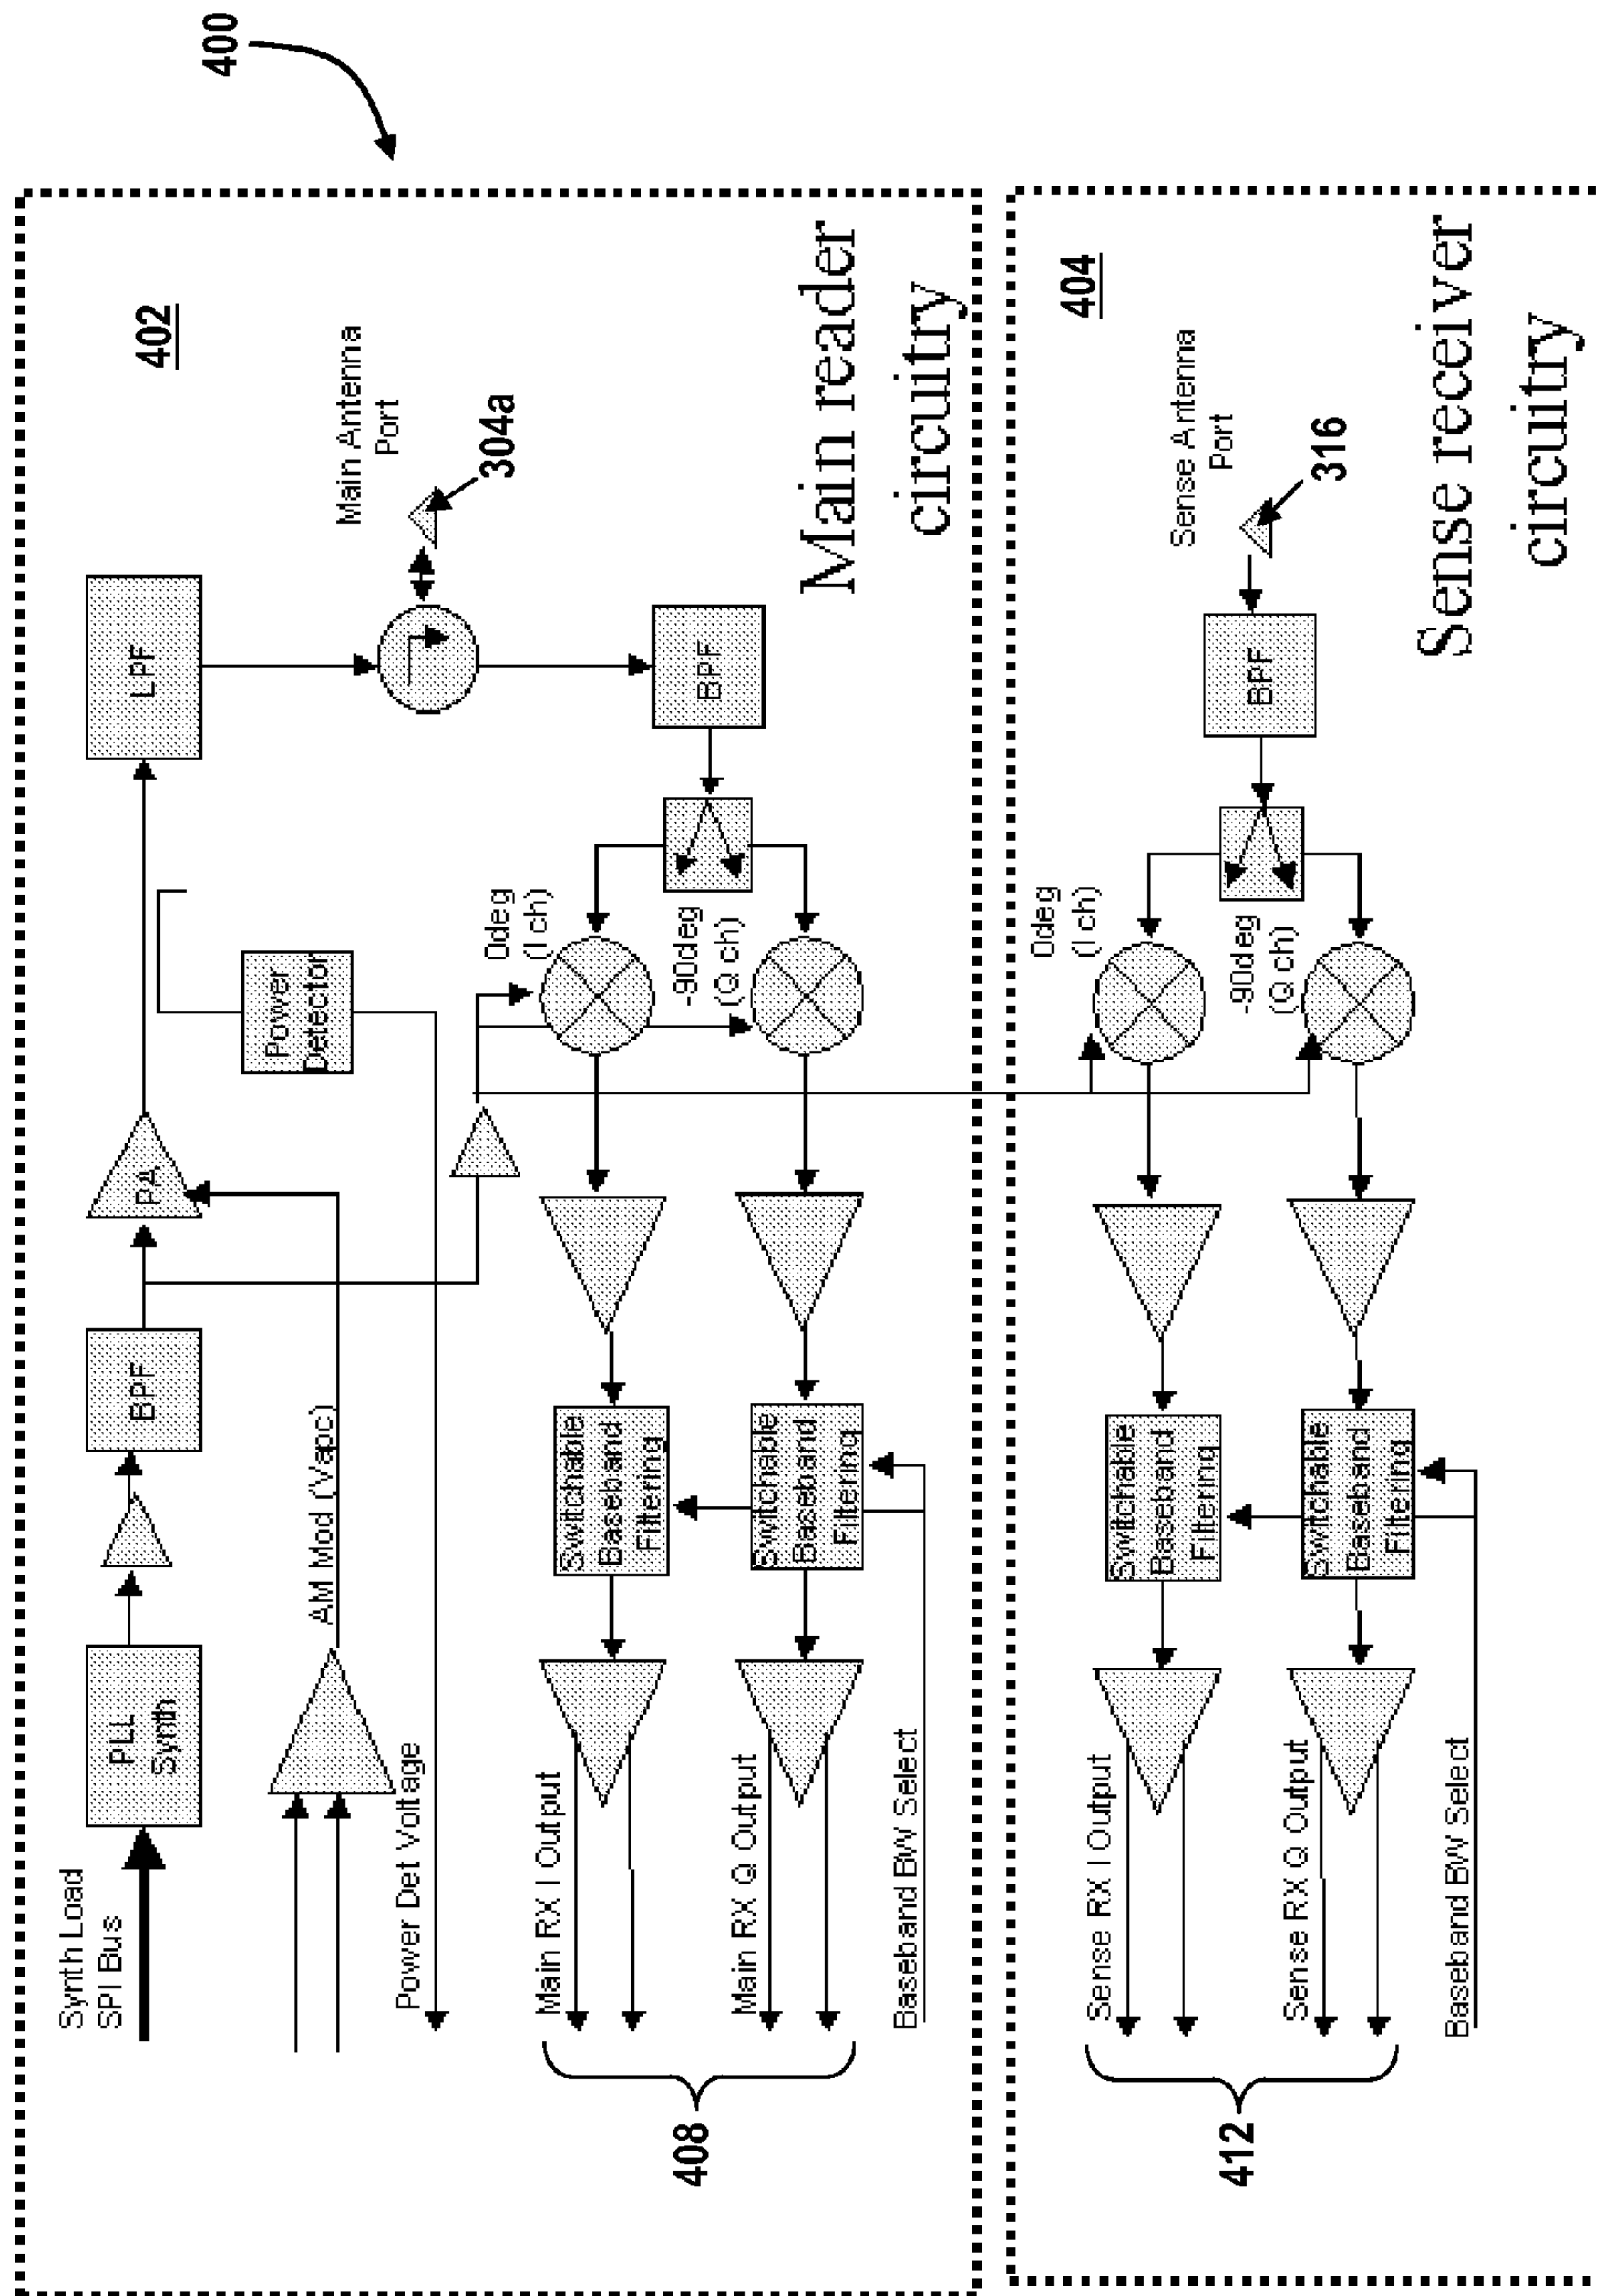 400
402
Synth Load
SPI Bus
PLL
Synth
BPF
PA
LPF
AM Mod (Vapc)
Power
Detector
Power Det Voltage
Main Antenna
Port
304a
BPF
0deg
(I ch)
-90deg
(Q ch)
Switchable
Baseband
Filtering
Switchable
Baseband
Filtering
Main RX I Output
Main RX Q Output
Baseband BW Select
408
Main reader
circuitry
404
Sense Antenna
Port
316
BPF
0deg
(I ch)
-90deg
(Q ch)
Switchable
Baseband
Filtering
Switchable
Baseband
Filtering
Sense RX I Output
Sense RX Q Output
Baseband BW Select
412
Sense receiver
circuitry